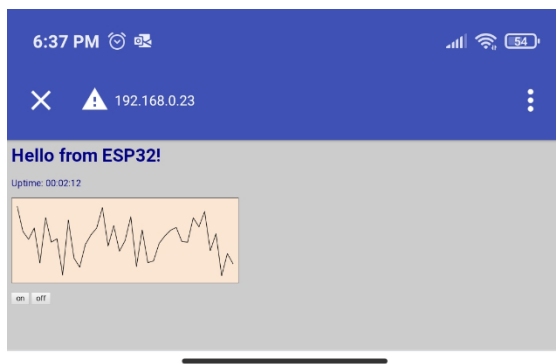 6:37 PM 54
192.168.0.23
Hello from ESP32!
Uptime: 00:02:12
on off